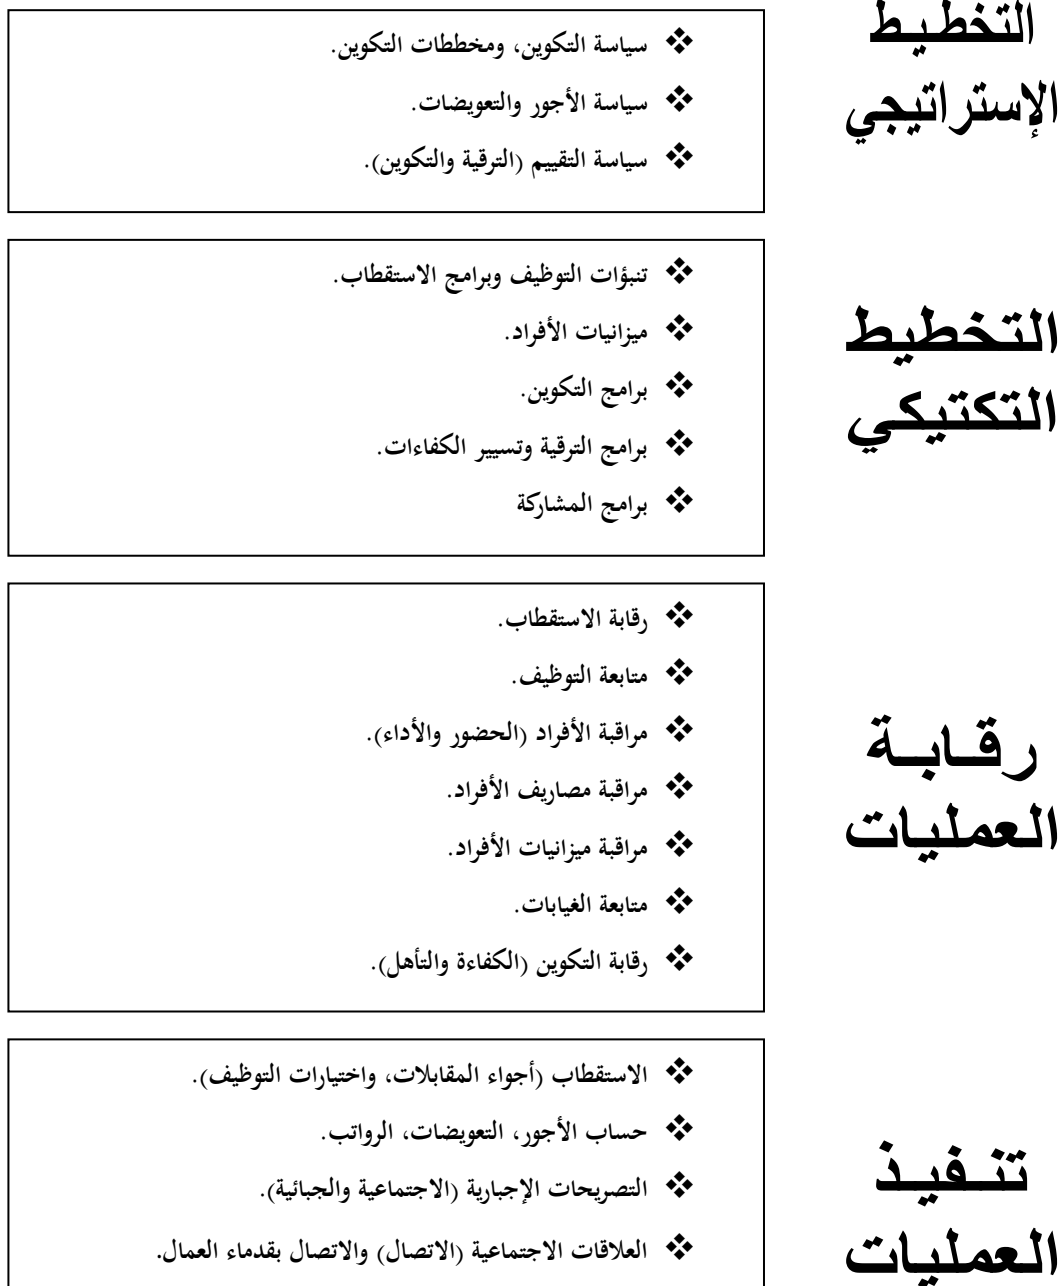 التخطيط
الإستراتيجي
سياسة التكوين، ومخططات التكوين.
سياسة الأجور والتعويضات.
سياسة التقييم (الترقية والتكوين).
التخطيط
التكتيكي
تنبؤات التوظيف وبرامج الاستقطاب.
ميزانيات الأفراد.
برامج التكوين.
برامج الترقية وتسيير الكفاءات.
برامج المشاركة
رقـابـة
العمليات
رقابة الاستقطاب.
متابعة التوظيف.
مراقبة الأفراد (الحضور والأداء).
مراقبة مصاريف الأفراد.
مراقبة ميزانيات الأفراد.
متابعة الغيابات.
رقابة التكوين (الكفاءة والتأهل).
تنـفيـذ
العمليات
الاستقطاب (أجواء المقابلات، واختيارات التوظيف).
حساب الأجور، التعويضات، الرواتب.
التصريحات الإجبارية (الاجتماعية والجبائية).
العلاقات الاجتماعية (الاتصال) والاتصال بقدماء العمال.